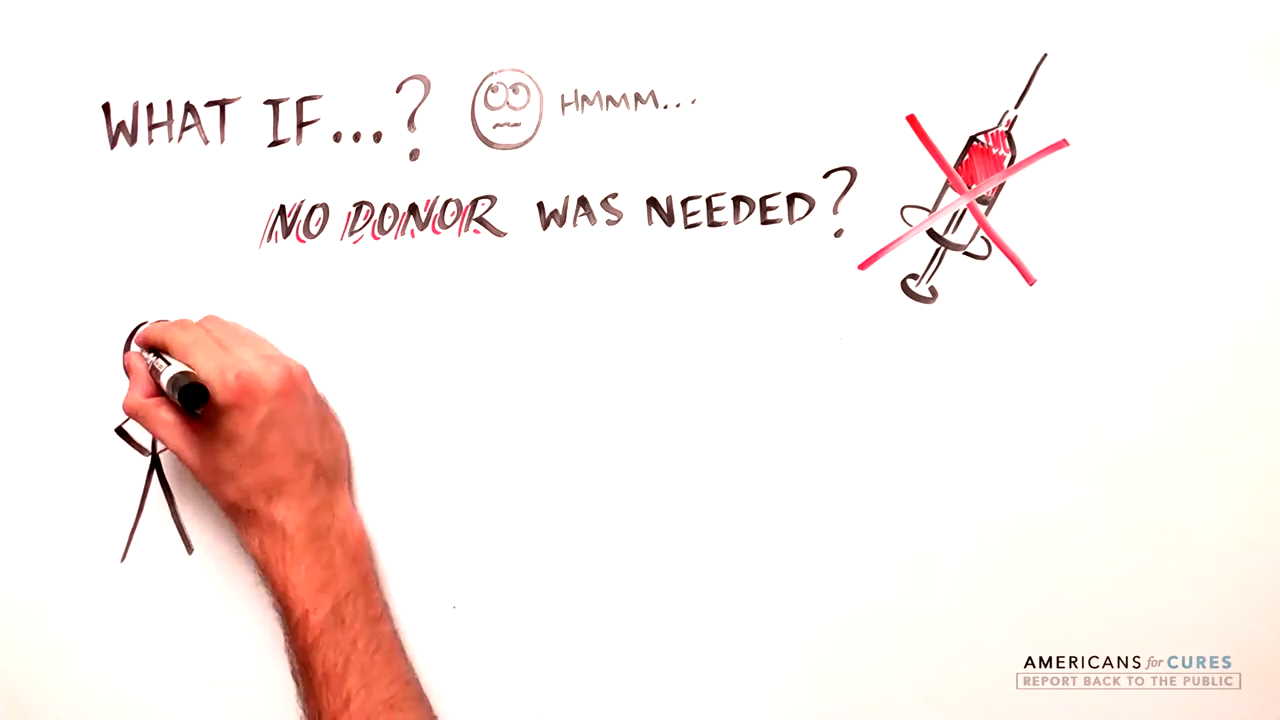 WHAT IF...?
HMMM...
NO DONOR WAS NEEDED?
AMERICANS for CURES
REPORT BACK TO THE PUBLIC